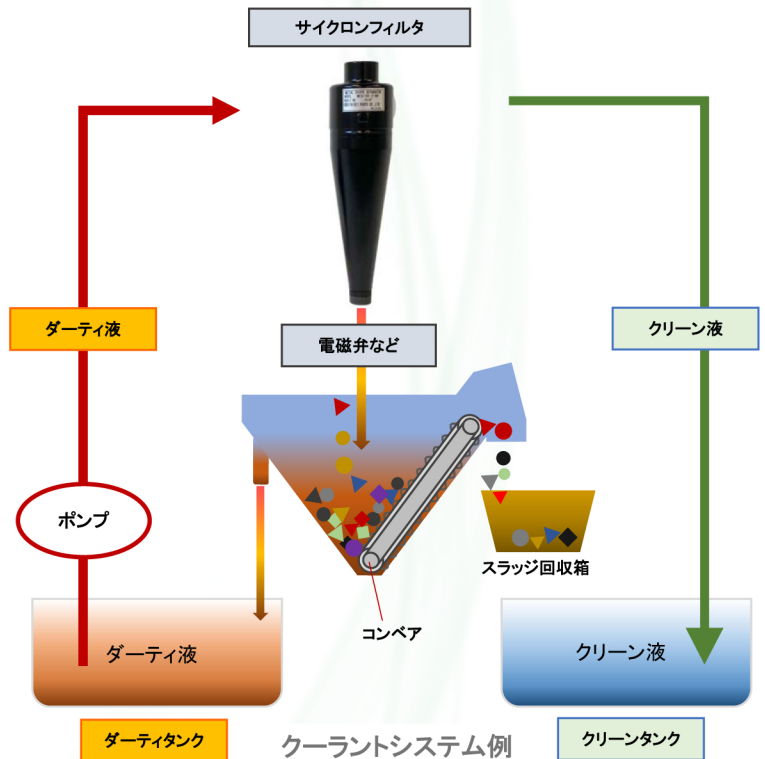 サイクロンフィルタ
ダーティ液
電磁弁など
クリーン液
ポンプ
スラッジ回収箱
コンベア
ダーティ液
クリーン液
ダーティタンク
クーラントシステム例
クリーンタンク